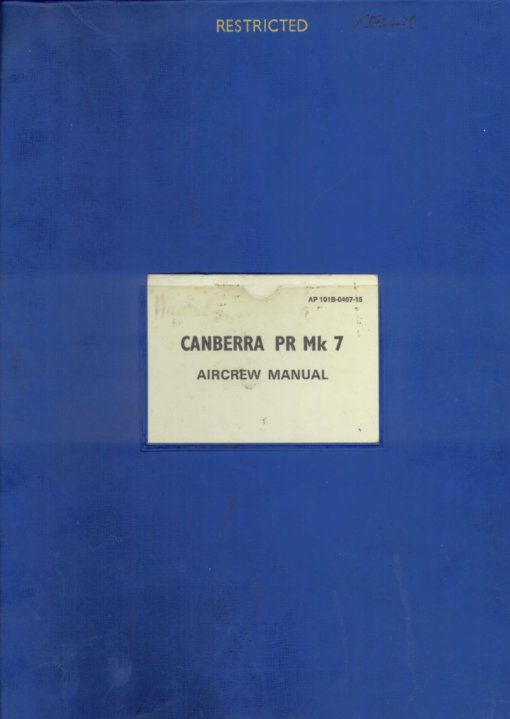 RESTRICTED
AP 101B-0407-15
CANBERRA PR Mk 7
AIRCREW MANUAL